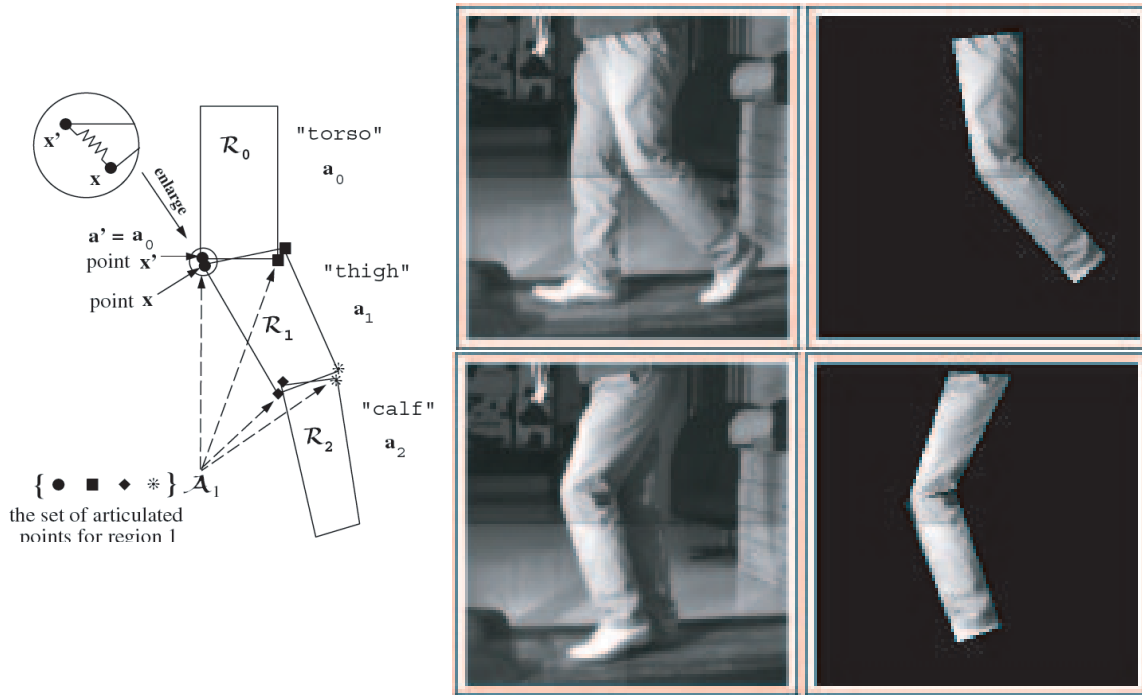 R₀
"torso"
a₀
x'
x
enlarge
a' = a₀
point x'
point x
"thigh"
a₁
R₁
"calf"
a₂
R₂
{ ● ■ ◆ ✳ } A₁
the set of articulated
points for region 1